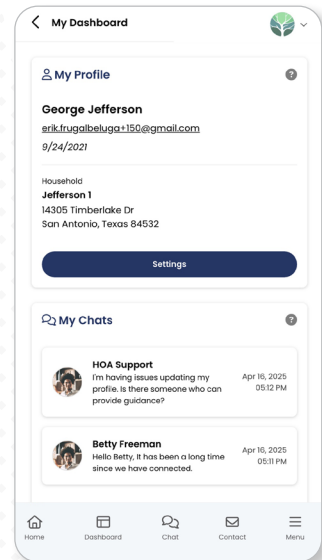 My Dashboard
My Profile
?
George Jefferson
erik.frugalbeluga+150@gmail.com
9/24/2021
Household
Jefferson 1
14305 Timberlake Dr
San Antonio, Texas 84532
Settings
My Chats
?
HOA Support
I'm having issues updating my
profile. Is there someone who can
provide guidance?
Apr 16, 2025
05:12 PM
Betty Freeman
Hello Betty, It has been a long time
since we have connected.
Apr 16, 2025
05:11 PM
Home
Dashboard
Chat
Contact
Menu